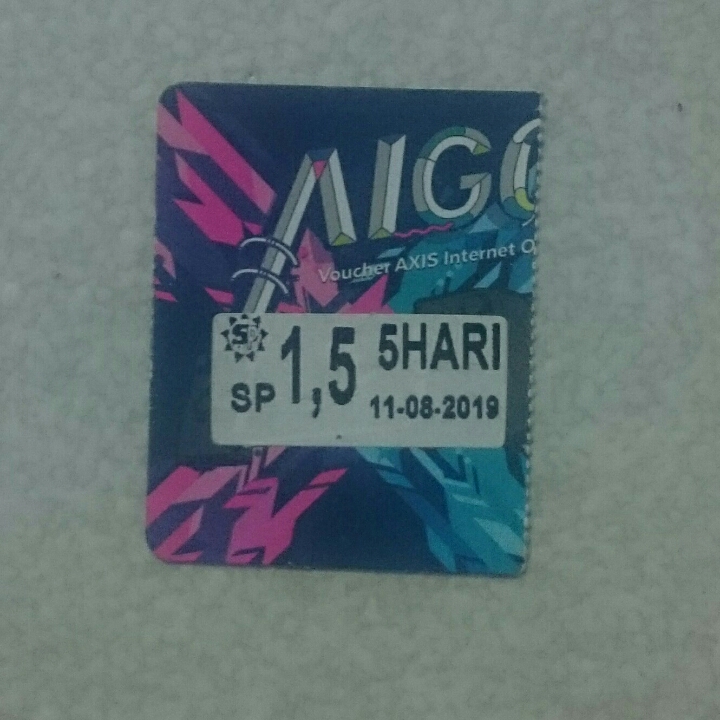 AIGO
Voucher AXIS Internet O
SP 1,5 5HARI
11-08-2019